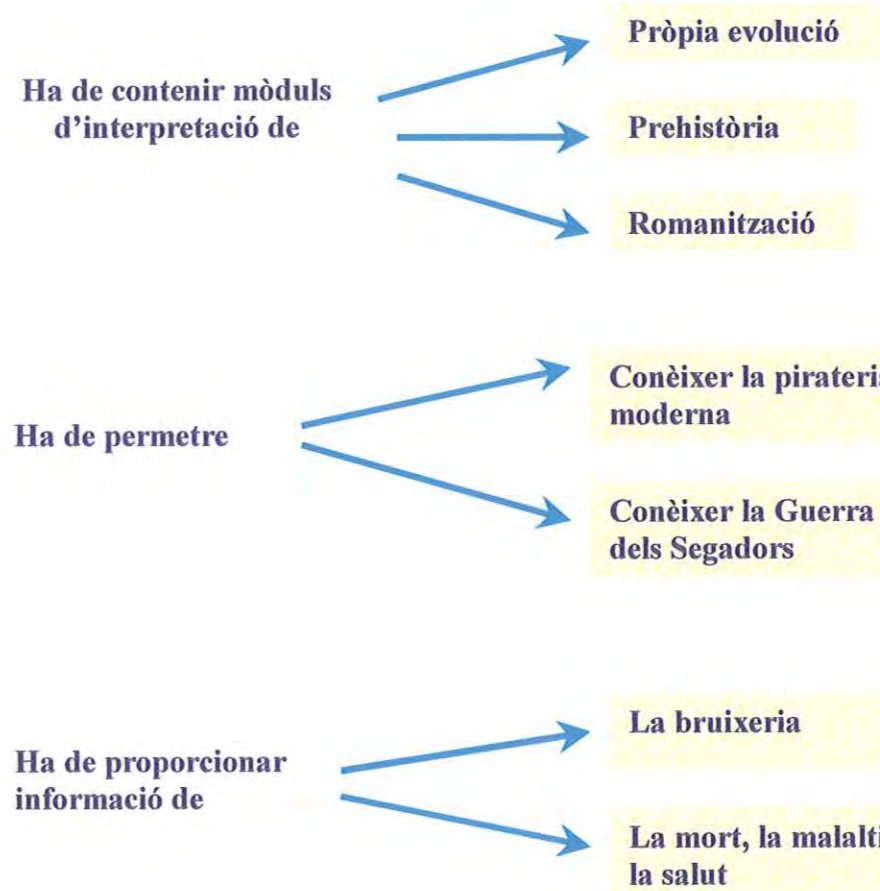 Ha de contenir mòduls
d'interpretació de
Pròpia evolució
Prehistòria
Romanització
Ha de permetre
Conèixer la
moderna
Conèixer la Guerra
dels Segadors
Ha de proporcionar
informació de
La bruixeria
La mort, la
la salut